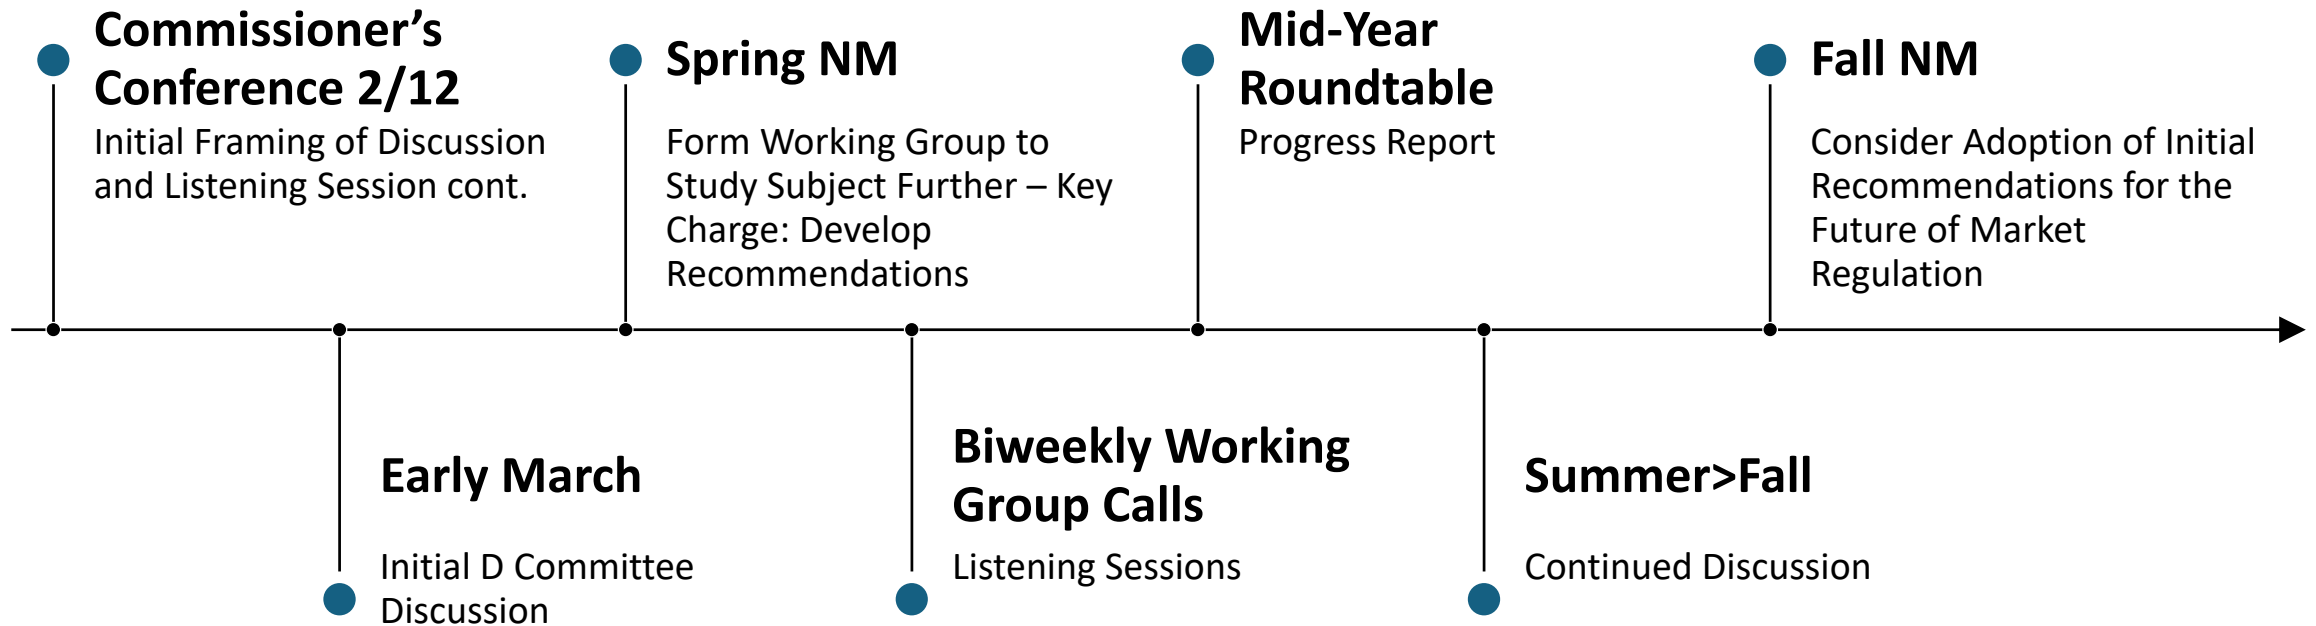 Commissioner’s
Conference 2/12
Initial Framing of Discussion
and Listening Session cont.
Early March
Initial D Committee
Discussion
Spring NM
Form Working Group to
Study Subject Further – Key
Charge: Develop
Recommendations
Biweekly Working
Group Calls
Listening Sessions
Mid-Year
Roundtable
Progress Report
Summer>Fall
Continued Discussion
Fall NM
Consider Adoption of Initial
Recommendations for the
Future of Market
Regulation